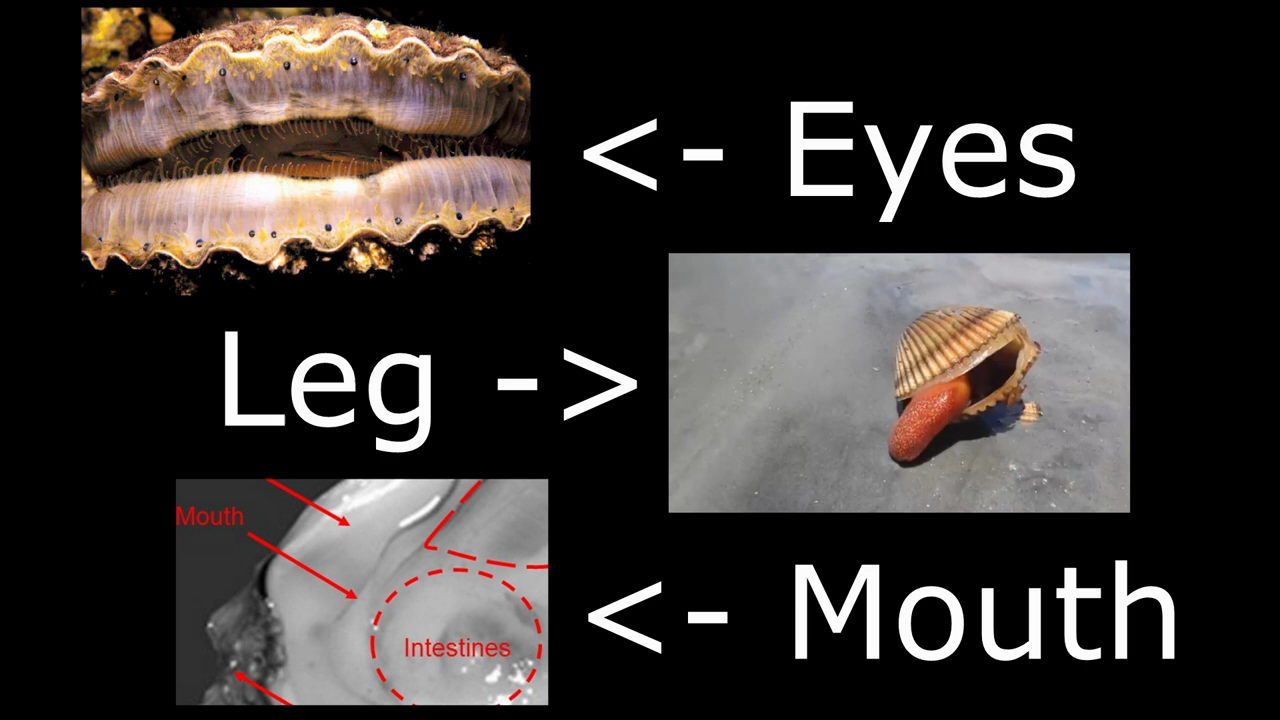 <- Eyes
Leg ->
Mouth
<- Mouth
Intestines